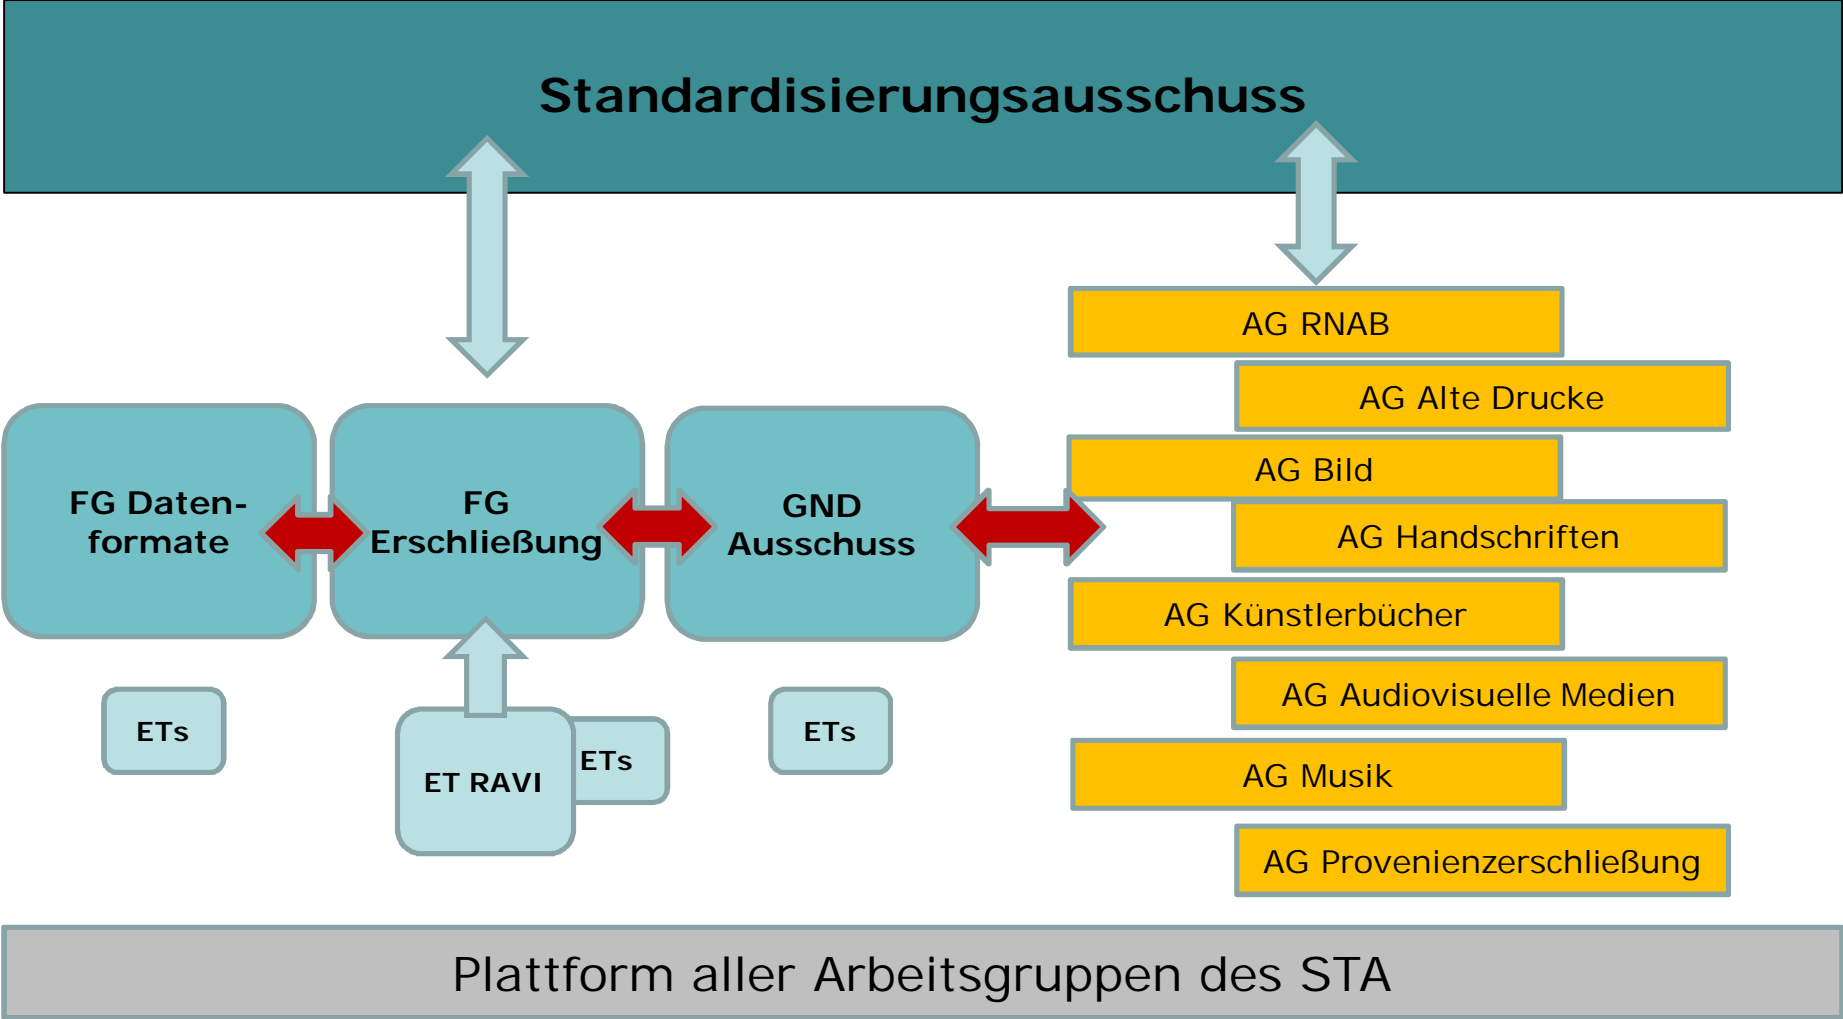 Standardisierungsausschuss
FG Daten-
formate
FG
Erschließung
GND
Ausschuss
ETs
ET RAVI
ETs
ETs
AG RNAB
AG Alte Drucke
AG Bild
AG Handschriften
AG Künstlerbücher
AG Audiovisuelle Medien
AG Musik
AG Provenienzerschließung
Plattform aller Arbeitsgruppen des STA